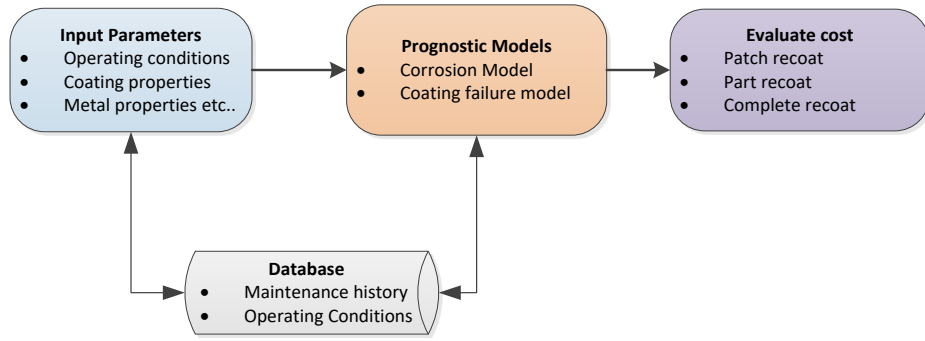 Input Parameters
• Operating conditions
• Coating properties
• Metal properties etc..
Prognostic Models
• Corrosion Model
• Coating failure model
Evaluate cost
• Patch recoat
• Part recoat
• Complete recoat
Database
• Maintenance history
• Operating Conditions